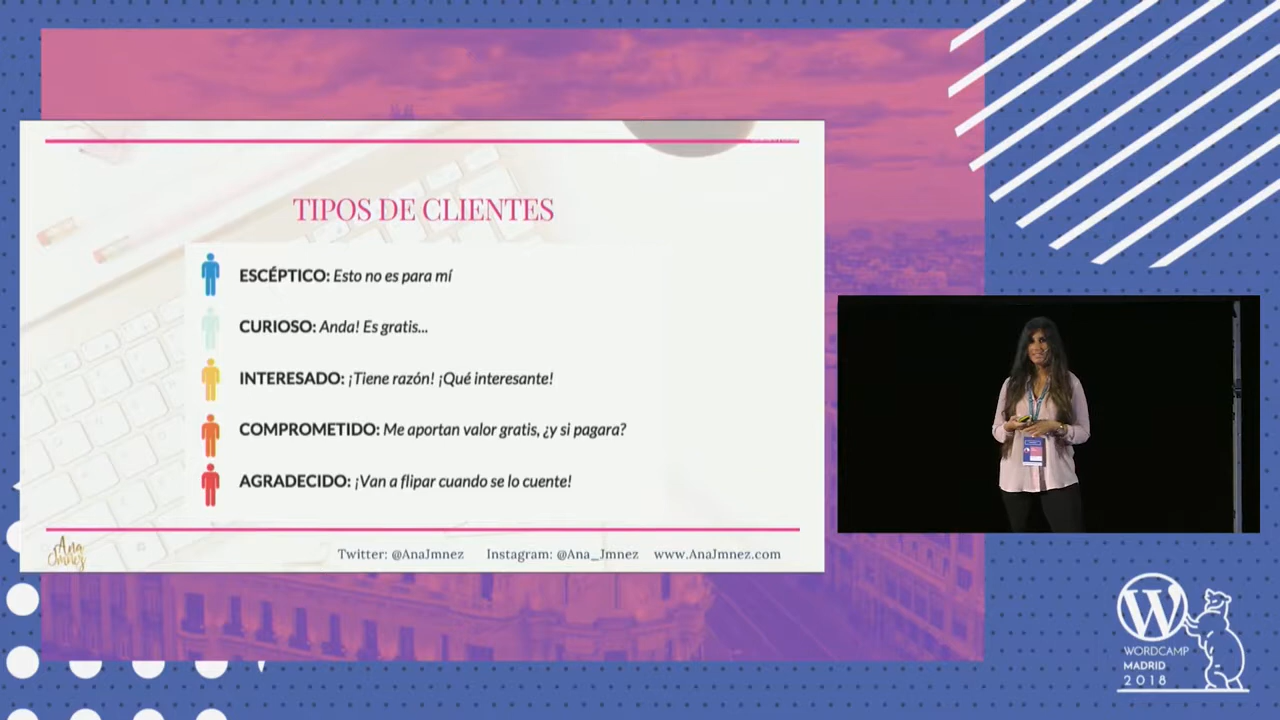 TIPOS DE CLIENTES
ESCÉPTICO: Esto no es para mí
CURIOSO: Anda! Es gratis...
INTERESADO: ¡Tiene razón! ¡Qué interesante!
COMPROMETIDO: Me aportan valor gratis, ¿y si pagara?
AGRADECIDO: ¡Van a flipar cuando se lo cuente!
Ana
Jmnez
Twitter: @AnaJmnez Instagram: @Ana_Jmnez www.AnaJmnez.com
WORDCAMP
MADRID
2018